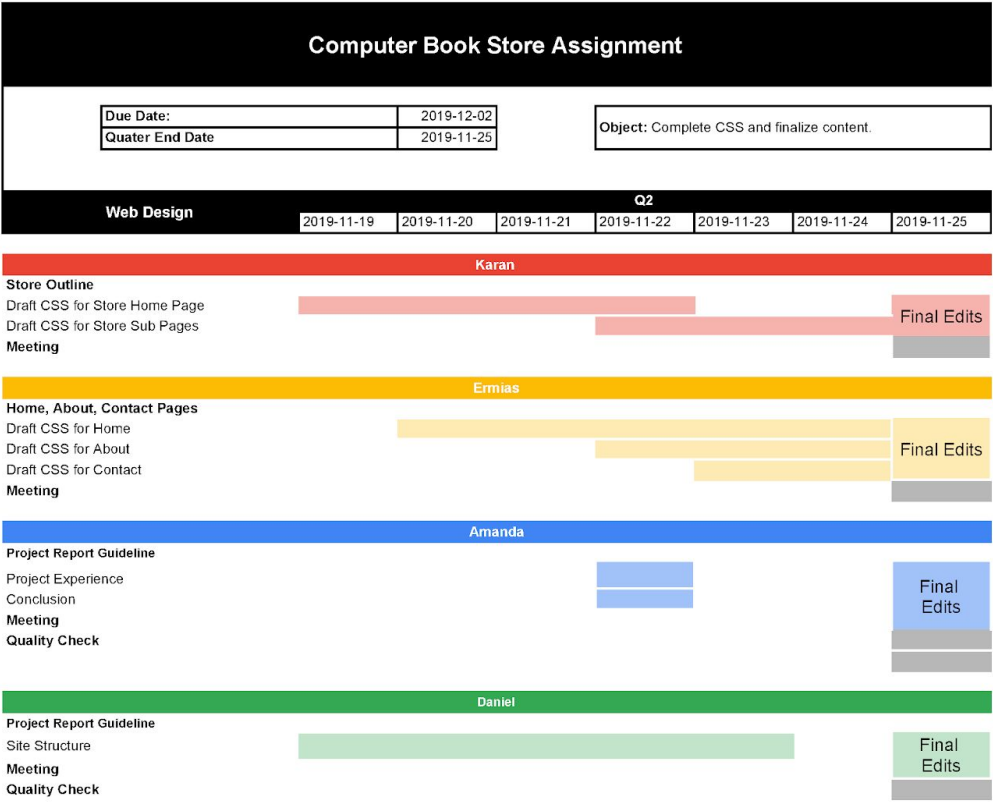 Computer Book Store Assignment
Due Date: 2019-12-02
Quater End Date 2019-11-25
Object: Complete CSS and finalize content.
Web Design
Q2
2019-11-19 2019-11-20 2019-11-21 2019-11-22 2019-11-23 2019-11-24 2019-11-25
Karan
Store Outline
Draft CSS for Store Home Page
Draft CSS for Store Sub Pages
Final Edits
Meeting
Ermias
Home, About, Contact Pages
Draft CSS for Home
Draft CSS for About
Final Edits
Draft CSS for Contact
Meeting
Amanda
Project Report Guideline
Project Experience
Conclusion
Final
Edits
Meeting
Quality Check
Daniel
Project Report Guideline
Site Structure
Final
Edits
Meeting
Quality Check